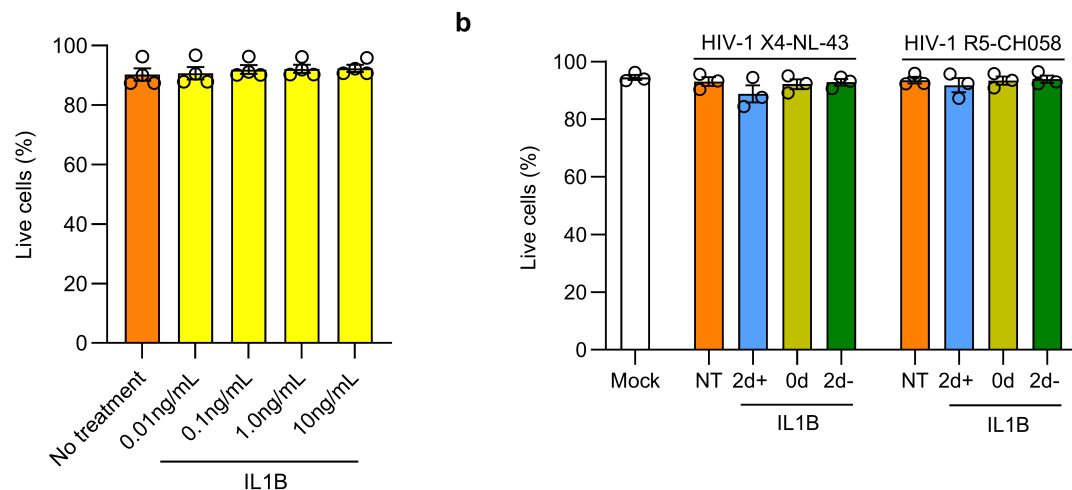 Live cells (%)
100
80
60
40
20
0
No treatment
0.01ng/mL
0.1ng/mL
1.0ng/mL
10ng/mL
IL1B
b
HIV-1 X4-NL-43
HIV-1 R5-CH058
Live cells (%)
100
80
60
40
20
0
Mock
NT 2d+ 0d 2d-
NT 2d+ 0d 2d-
IL1B
IL1B